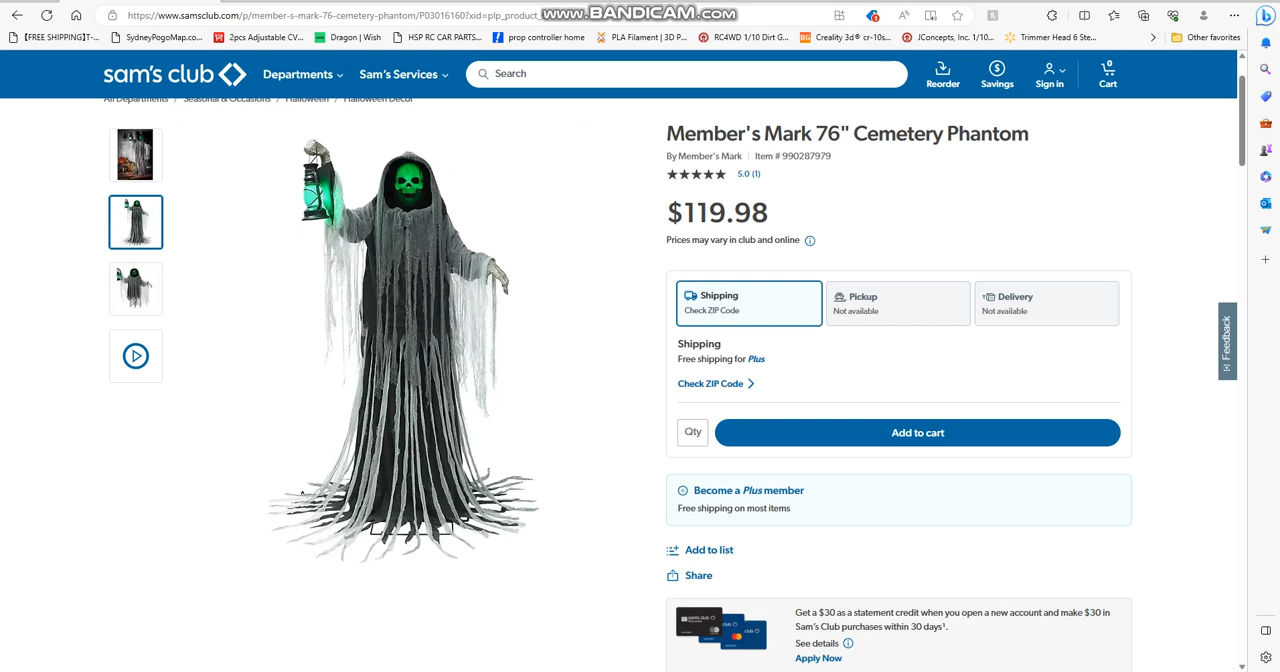 https://www.samsclub.com/p/member-s-mark-76-cemetery-phantom/P03016160?xid=plp_product_
www.BANDICAM.com
【FREE SHIPPING】T-...
SydneyPogoMap.co...
2pcs Adjustable CV...
Dragon | Wish
HSP RC CAR PARTS...
prop controller home
PLA Filament | 3D P...
RC4WD 1/10 Dirt G...
Creality 3d® cr-10s...
JConcepts, Inc. 1/10...
Trimmer Head 6 Ste...
Other favorites
sam's club
Departments
Sam's Services
Search
Reorder
Savings
Sign in
0
Cart
All Departments / Seasonal & Occasions / Halloween / Halloween Decor
Member's Mark 76" Cemetery Phantom
By Member's Mark | Item # 990287979
5.0 (1)
$119.98
Prices may vary in club and online
Shipping
Check ZIP Code
Pickup
Not available
Delivery
Not available
Shipping
Free shipping for Plus
Check ZIP Code
Qty
Add to cart
Become a Plus member
Free shipping on most items
Add to list
Share
Get a $30 as a statement credit when you open a new account and make $30 in
Sam's Club purchases within 30 days¹.
See details
Apply Now
Feedback